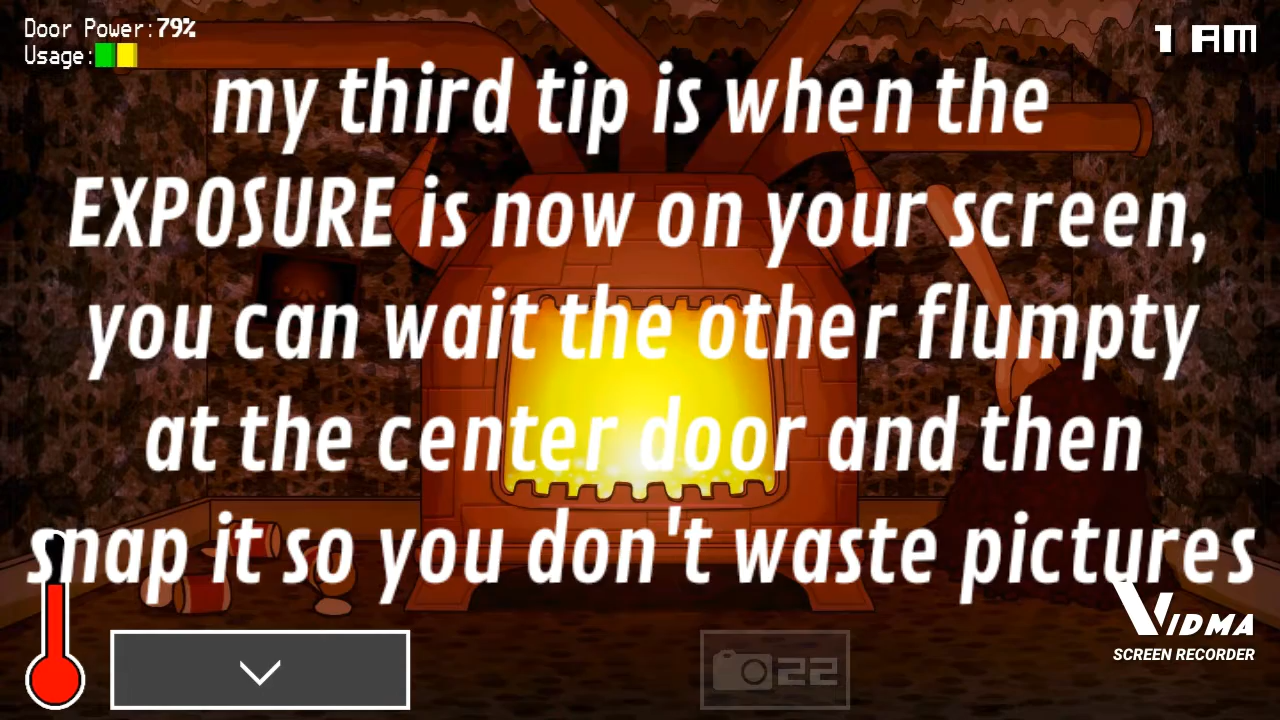 Door Power:79%
1 AM
Usage:
my third tip is when the
EXPOSURE is now on your screen,
you can wait the other flumpty
at the center door and then
snap it so you don't waste pictures
VIDMA
SCREEN RECORDER
22